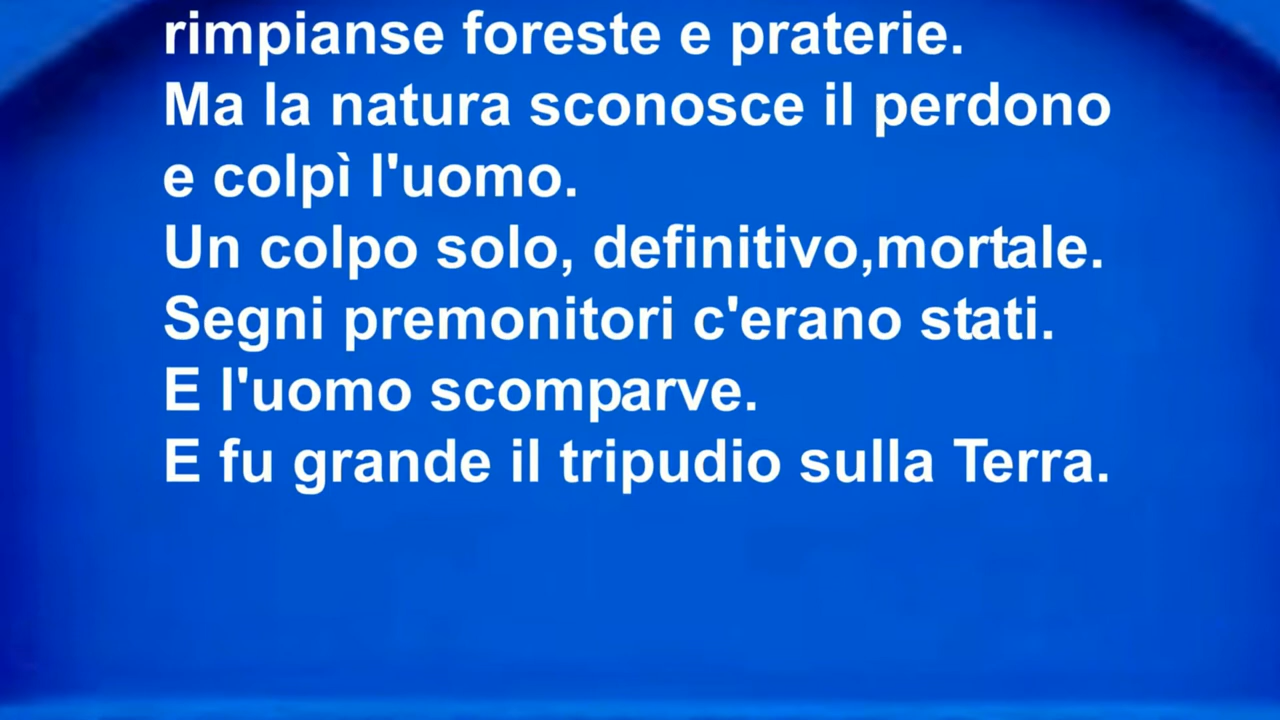 rimpianse foreste e praterie.
Ma la natura sconosce il perdono
e colpì l'uomo.
Un colpo solo, definitivo,mortale.
Segni premonitori c'erano stati.
E l'uomo scomparve.
E fu grande il tripudio sulla Terra.